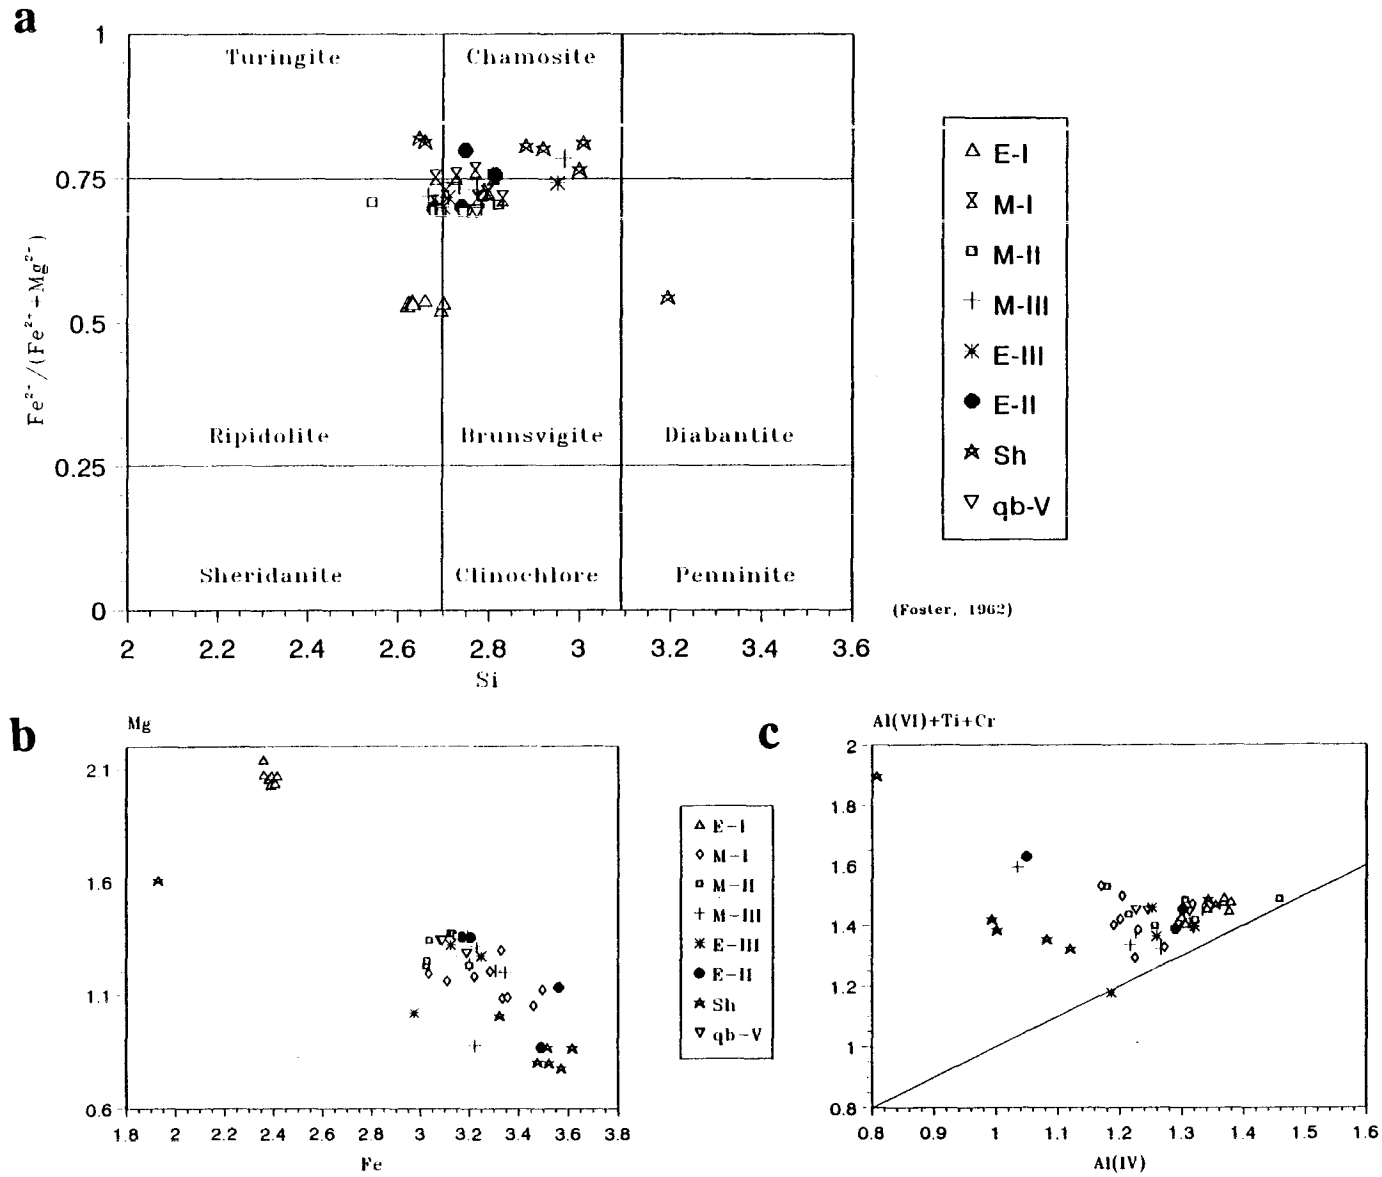 a
1
Turingite Chamosite
0.75
Fe²⁺/(Fe²⁺+Mg²⁺)
0.5
Ripidolite Brunsvigite Diabantite
0.25
Sheridanite Clinochlore Penninite
0
2 2.2 2.4 2.6 2.8 3 3.2 3.4 3.6
Si
E-I
M-I
M-II
M-III
E-III
E-II
Sh
qb-V
(Foster, 1962)
b
Mg
2.1
1.6
1.1
0.6
1.8 2 2.2 2.4 2.6 2.8 3 3.2 3.4 3.6 3.8
Fe
E-I
M-I
M-II
M-III
E-III
E-II
Sh
qb-V
c
Al(VI)+Ti+Cr
2
1.8
1.6
1.4
1.2
1
0.8
0.8 0.9 1 1.1 1.2 1.3 1.4 1.5 1.6
Al(IV)